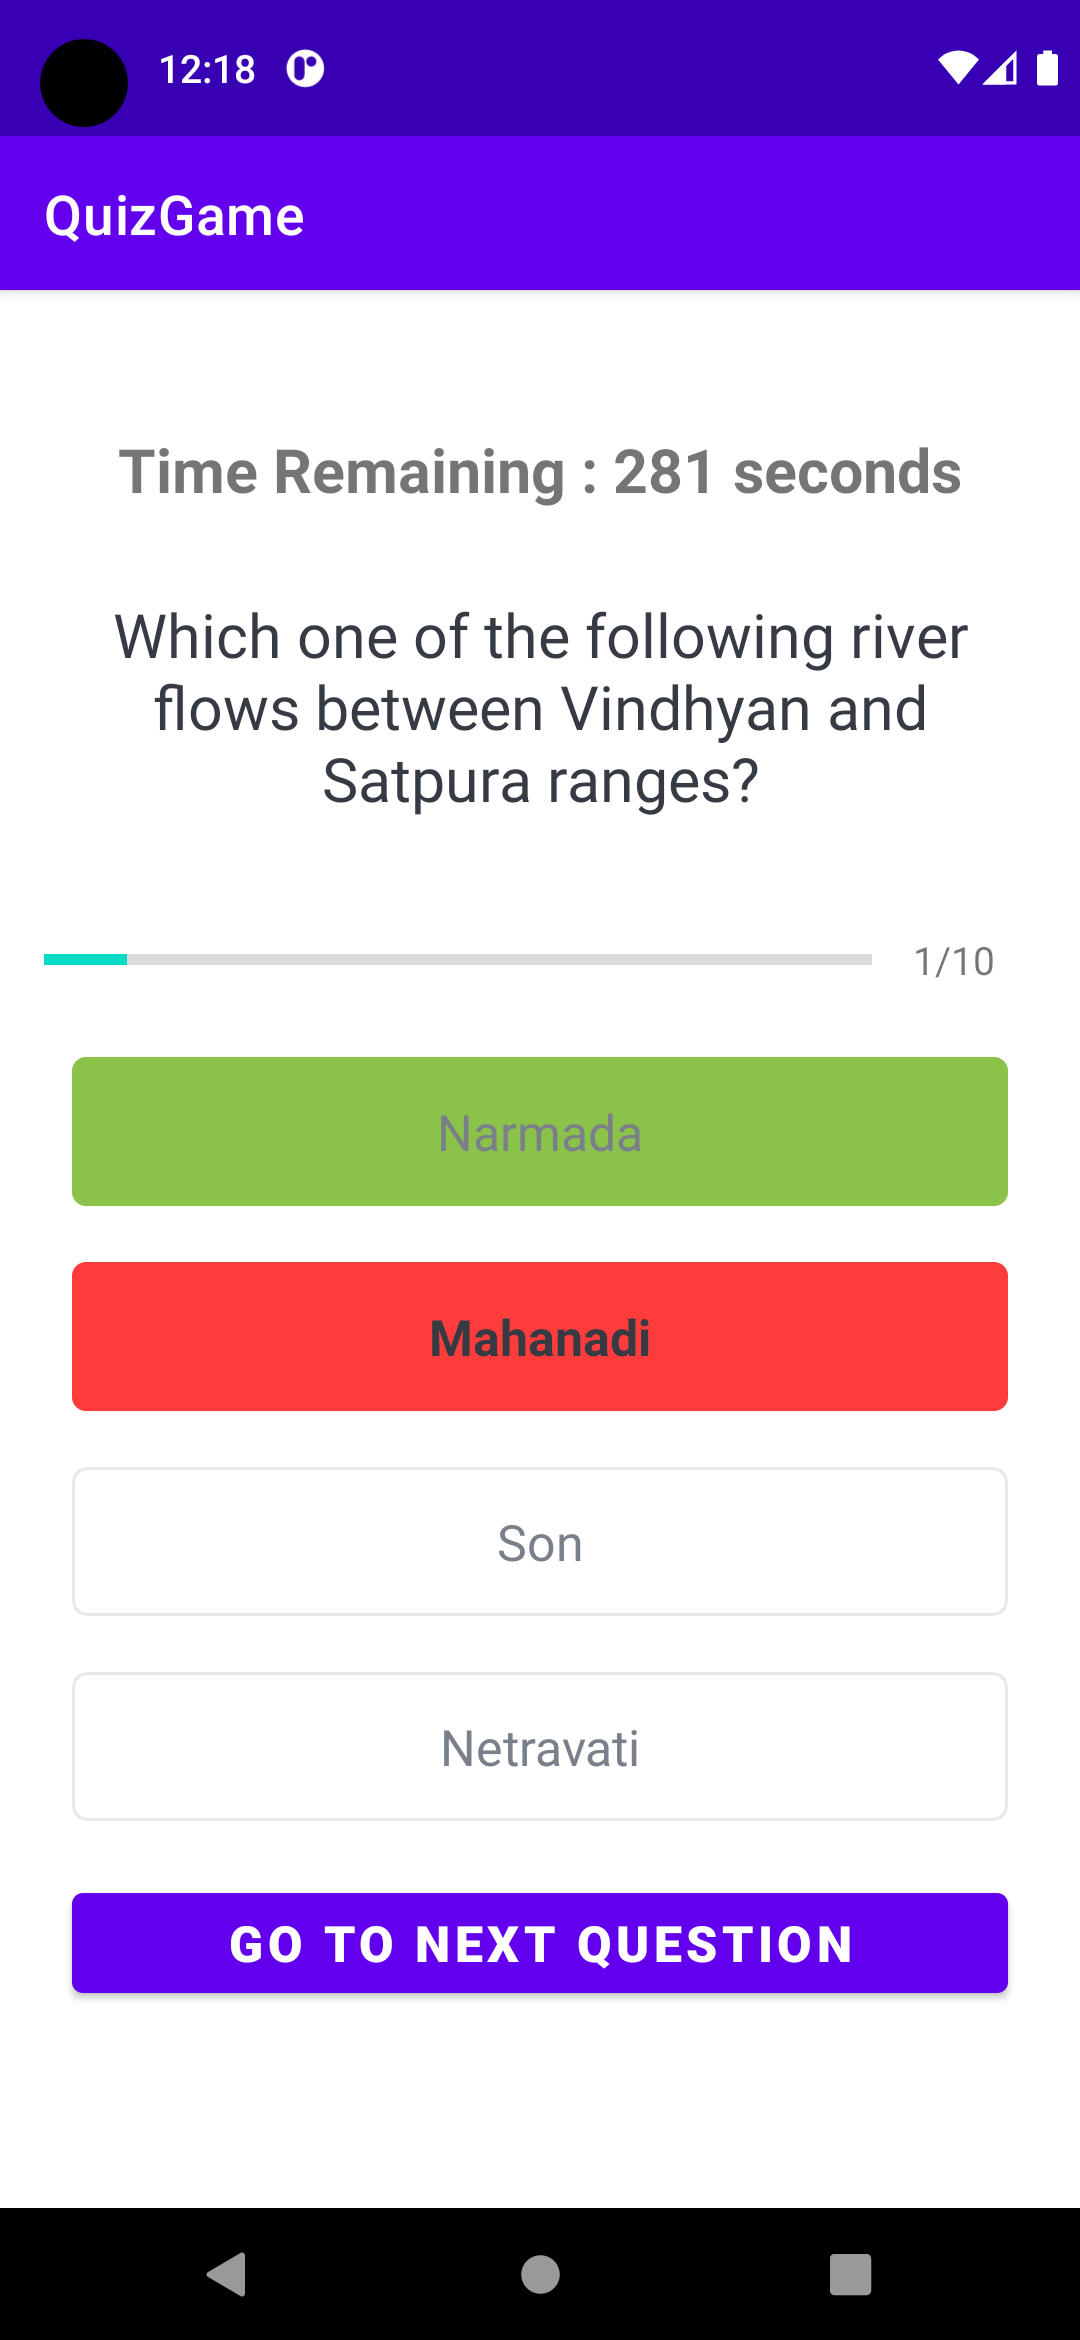 12:18
QuizGame
Time Remaining : 281 seconds
Which one of the following river
flows between Vindhyan and
Satpura ranges?
1/10
Narmada
Mahanadi
Son
Netravati
GO TO NEXT QUESTION